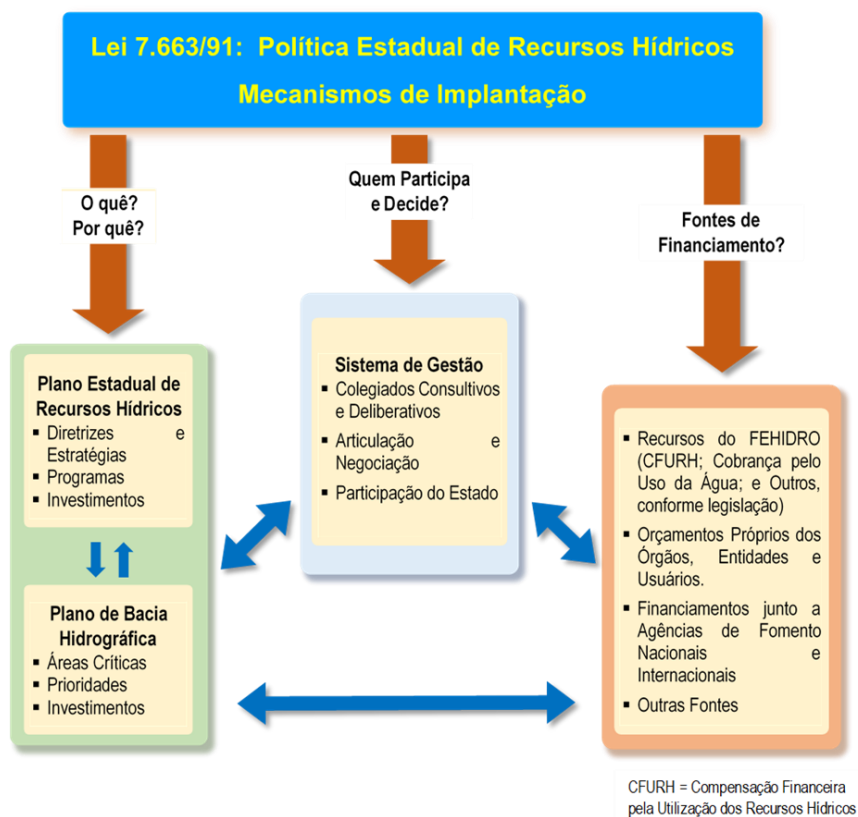 Lei 7.663/91: Política Estadual de Recursos Hídricos
Mecanismos de Implantação
O quê?
Por quê?
Quem Participa
e Decide?
Fontes de
Financiamento?
Plano Estadual de
Recursos Hídricos
▪ Diretrizes e
Estratégias
▪ Programas
▪ Investimentos
Plano de Bacia
Hidrográfica
▪ Áreas Críticas
▪ Prioridades
▪ Investimentos
Sistema de Gestão
▪ Colegiados Consultivos
e Deliberativos
▪ Articulação e
Negociação
▪ Participação do Estado
▪ Recursos do FEHIDRO
(CFURH; Cobrança pelo
Uso da Água; e Outros,
conforme legislação)
▪ Orçamentos Próprios dos
Órgãos, Entidades e
Usuários.
▪ Financiamentos junto a
Agências de Fomento
Nacionais e
Internacionais
▪ Outras Fontes
CFURH = Compensação Financeira
pela Utilização dos Recursos Hídricos